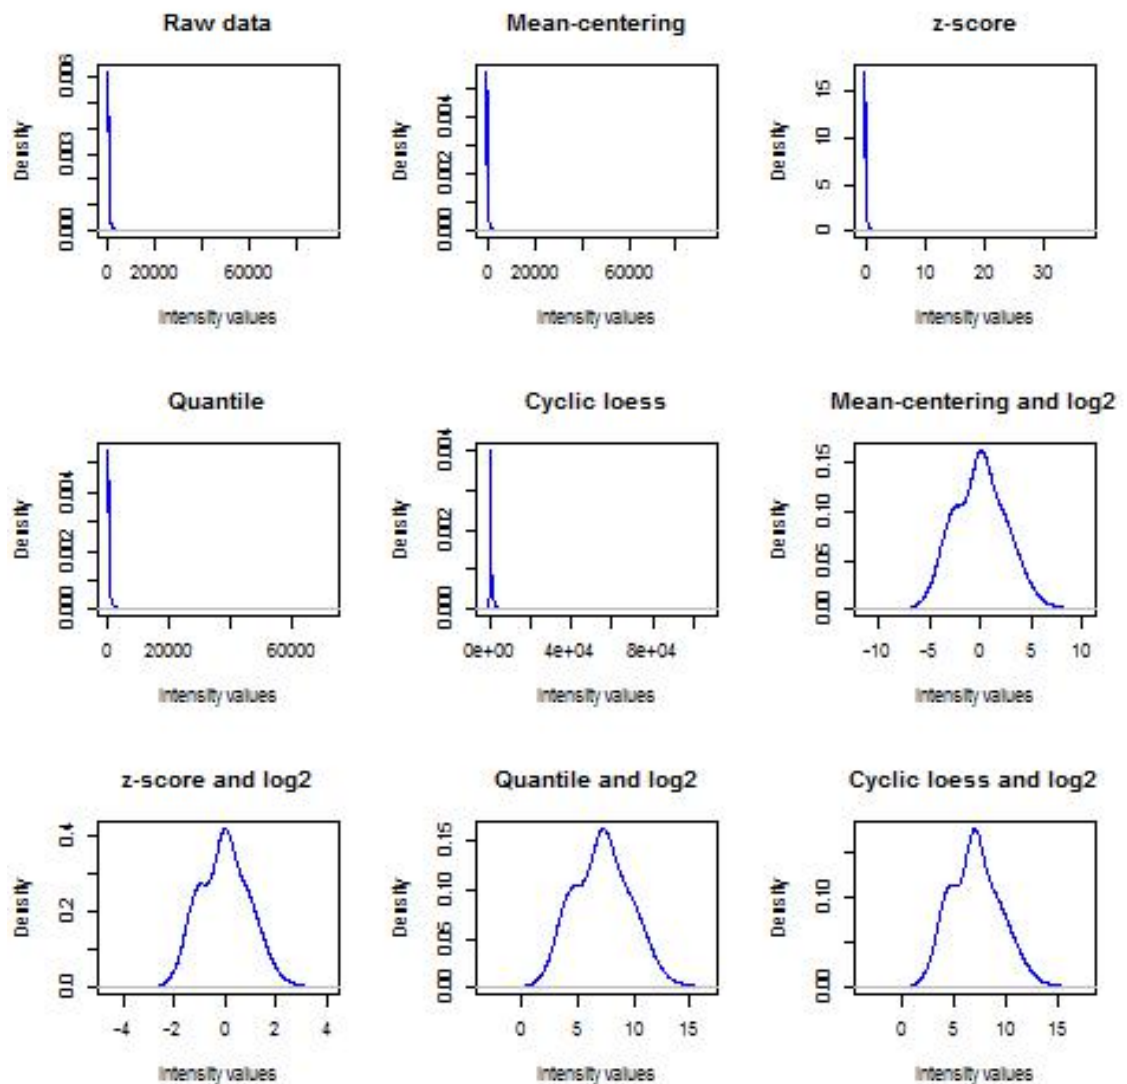 Raw data
Density
0.000 0.003 0.006
0 20000 60000
Intensity values
Mean-centering
Density
0.000 0.002 0.004
0 20000 60000
Intensity values
z-score
Density
0 5 10 15
0 10 20 30
Intensity values
Quantile
Density
0.000 0.002 0.004
0 20000 60000
Intensity values
Cyclic loess
Density
0.000 0.002 0.004
0e+00 4e+04 8e+04
Intensity values
Mean-centering and log2
Density
0.00 0.05 0.10 0.15
-10 -5 0 5 10
Intensity values
z-score and log2
Density
0.0 0.2 0.4
-4 -2 0 2 4
Intensity values
Quantile and log2
Density
0.00 0.05 0.10 0.15
0 5 10 15
Intensity values
Cyclic loess and log2
Density
0.00 0.10
0 5 10 15
Intensity values